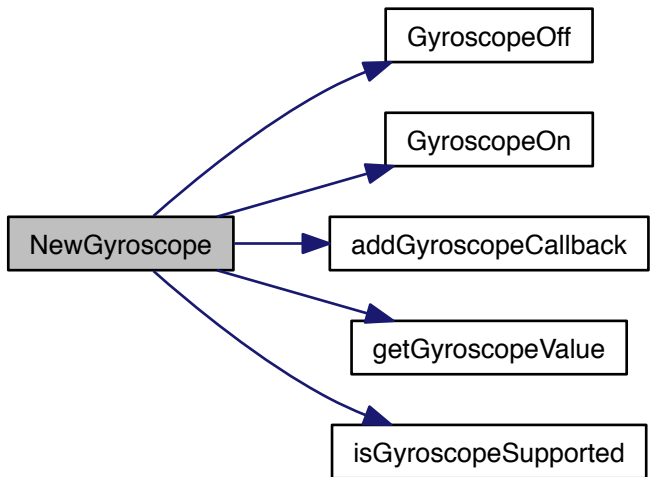 GyroscopeOff
GyroscopeOn
NewGyroscope
addGyroscopeCallback
getGyroscopeValue
isGyroscopeSupported